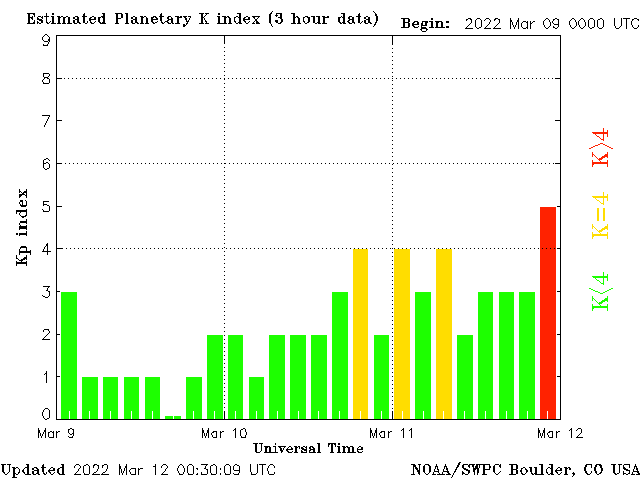 Estimated Planetary K index (3 hour data)
Begin: 2022 Mar 09 0000 UTC
9
8
7
6
5
4
3
2
1
0
Kp index
K>4
K=4
K<4
Mar 9
Mar 10
Mar 11
Mar 12
Universal Time
Updated 2022 Mar 12 00:30:09 UTC
NOAA/SWPC Boulder, CO USA